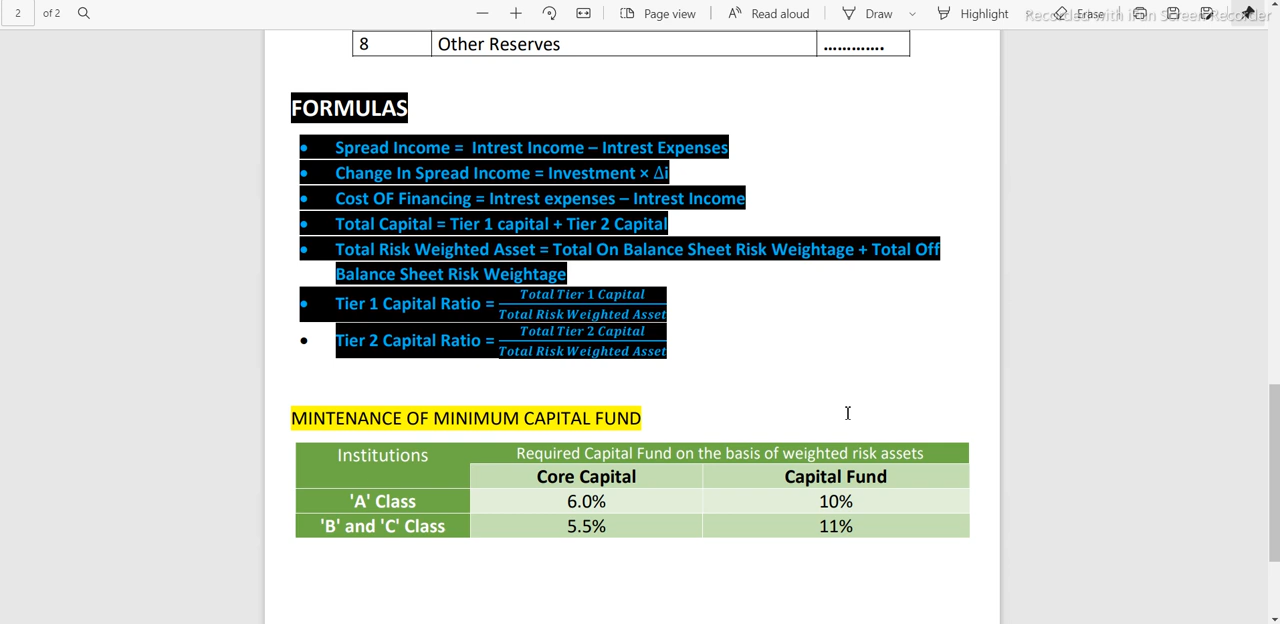 2 of 2 Page view Read aloud Draw Highlight Erase
Recorded with iFun Screen Recorder
8 Other Reserves ………….
FORMULAS
• Spread Income = Intrest Income – Intrest Expenses
• Change In Spread Income = Investment × Δi
• Cost OF Financing = Intrest expenses – Intrest Income
• Total Capital = Tier 1 capital + Tier 2 Capital
• Total Risk Weighted Asset = Total On Balance Sheet Risk Weightage + Total Off
Balance Sheet Risk Weightage
• Tier 1 Capital Ratio = Total Tier 1 Capital / Total Risk Weighted Asset
• Tier 2 Capital Ratio = Total Tier 2 Capital / Total Risk Weighted Asset
MINTENANCE OF MINIMUM CAPITAL FUND
Institutions Required Capital Fund on the basis of weighted risk assets
Core Capital Capital Fund
'A' Class 6.0% 10%
'B' and 'C' Class 5.5% 11%